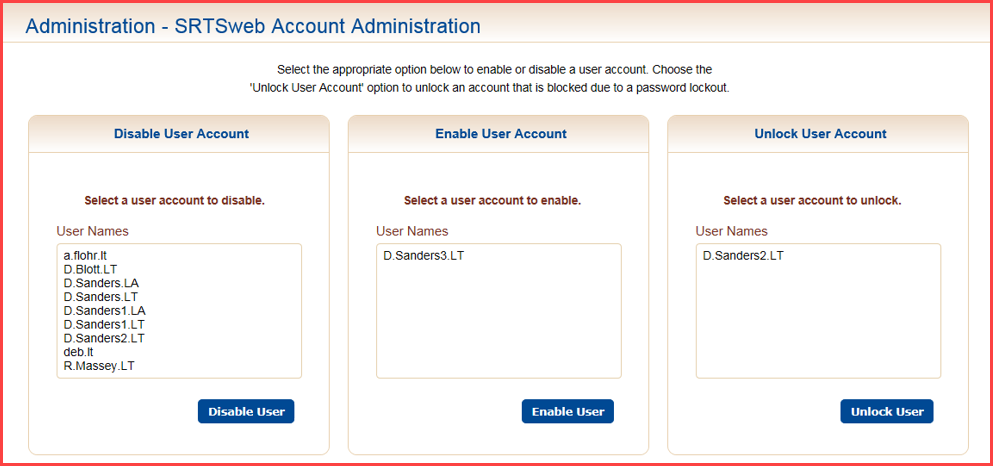 Administration - SRTSweb Account Administration
Select the appropriate option below to enable or disable a user account. Choose the
'Unlock User Account' option to unlock an account that is blocked due to a password lockout.
Disable User Account
Select a user account to disable.
User Names
a.flohr.lt
D.Blott.LT
D.Sanders.LA
D.Sanders.LT
D.Sanders1.LA
D.Sanders1.LT
D.Sanders2.LT
deb.lt
R.Massey.LT
Disable User
Enable User Account
Select a user account to enable.
User Names
D.Sanders3.LT
Enable User
Unlock User Account
Select a user account to unlock.
User Names
D.Sanders2.LT
Unlock User